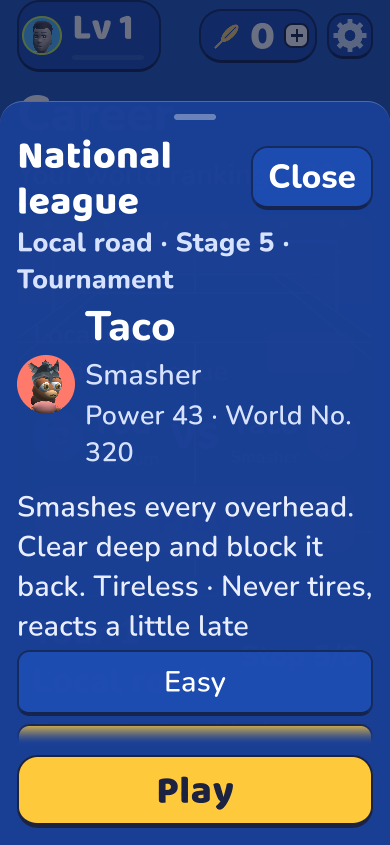 Lv 1
0
Career
National
league
Close
Local road · Stage 5 ·
Tournament
Taco
Smasher
Power 43 · World No.
320
Smashes every overhead.
Clear deep and block it
back. Tireless · Never tires,
reacts a little late
Easy
Play